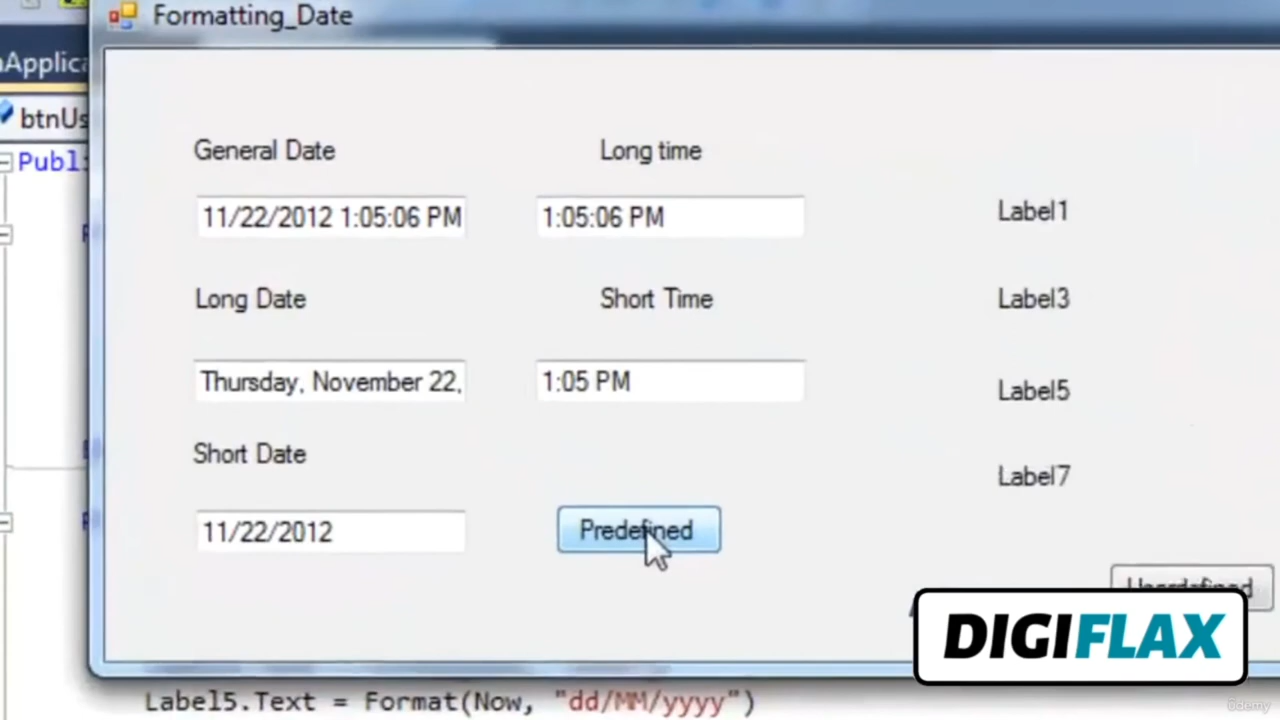 Formatting_Date
btnUs
Publ
General Date
Long time
11/22/2012 1:05:06 PM
1:05:06 PM
Label1
Long Date
Short Time
Label3
Thursday, November 22,
1:05 PM
Label5
Short Date
Label7
11/22/2012
Predefined
DIGIFLAX
Label5.Text = Format(Now, "dd/MM/yyyy")
ûdemy